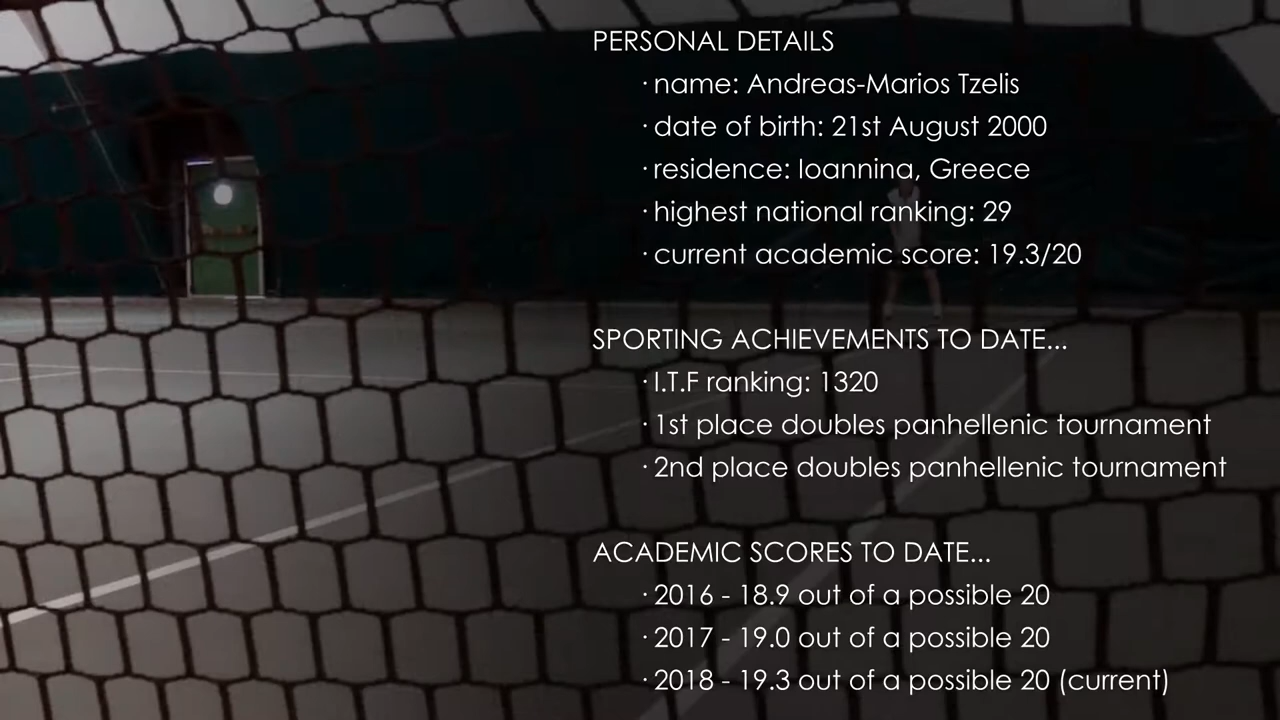 PERSONAL DETAILS
· name: Andreas-Marios Tzelis
· date of birth: 21st August 2000
· residence: Ioannina, Greece
· highest national ranking: 29
· current academic score: 19.3/20
SPORTING ACHIEVEMENTS TO DATE...
· I.T.F ranking: 1320
· 1st place doubles panhellenic tournament
· 2nd place doubles panhellenic tournament
ACADEMIC SCORES TO DATE...
· 2016 - 18.9 out of a possible 20
· 2017 - 19.0 out of a possible 20
· 2018 - 19.3 out of a possible 20 (current)